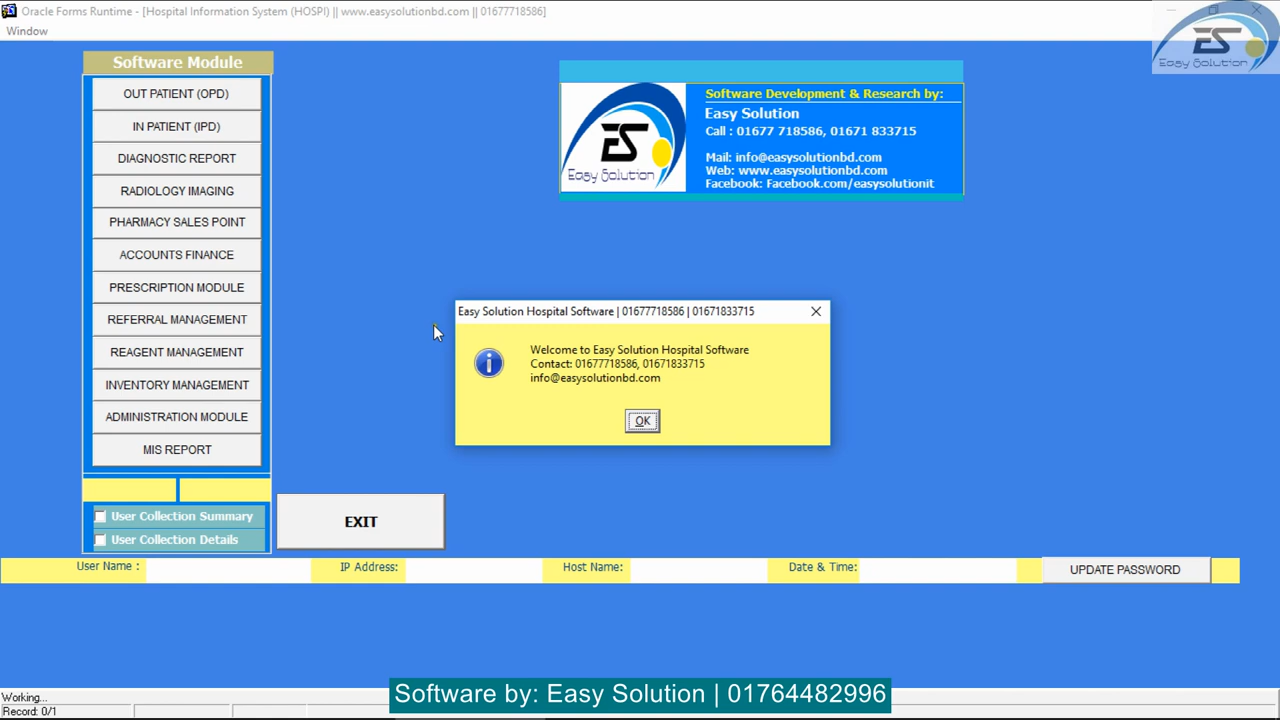 Oracle Forms Runtime - [Hospital Information System (HOSPI) || www.easysolutionbd.com || 01677718586]
Window
ES
Easy Solution
Software Module
OUT PATIENT (OPD)
IN PATIENT (IPD)
DIAGNOSTIC REPORT
RADIOLOGY IMAGING
PHARMACY SALES POINT
ACCOUNTS FINANCE
PRESCRIPTION MODULE
REFERRAL MANAGEMENT
REAGENT MANAGEMENT
INVENTORY MANAGEMENT
ADMINISTRATION MODULE
MIS REPORT
User Collection Summary
User Collection Details
EXIT
ES
Easy Solution
Software Development & Research by:
Easy Solution
Call : 01677 718586, 01671 833715
Mail: info@easysolutionbd.com
Web: www.easysolutionbd.com
Facebook: Facebook.com/easysolutionit
Easy Solution Hospital Software | 01677718586 | 01671833715
Welcome to Easy Solution Hospital Software
Contact: 01677718586, 01671833715
info@easysolutionbd.com
OK
User Name : IP Address: Host Name: Date & Time: UPDATE PASSWORD
Working...
Record: 0/1
Software by: Easy Solution | 01764482996